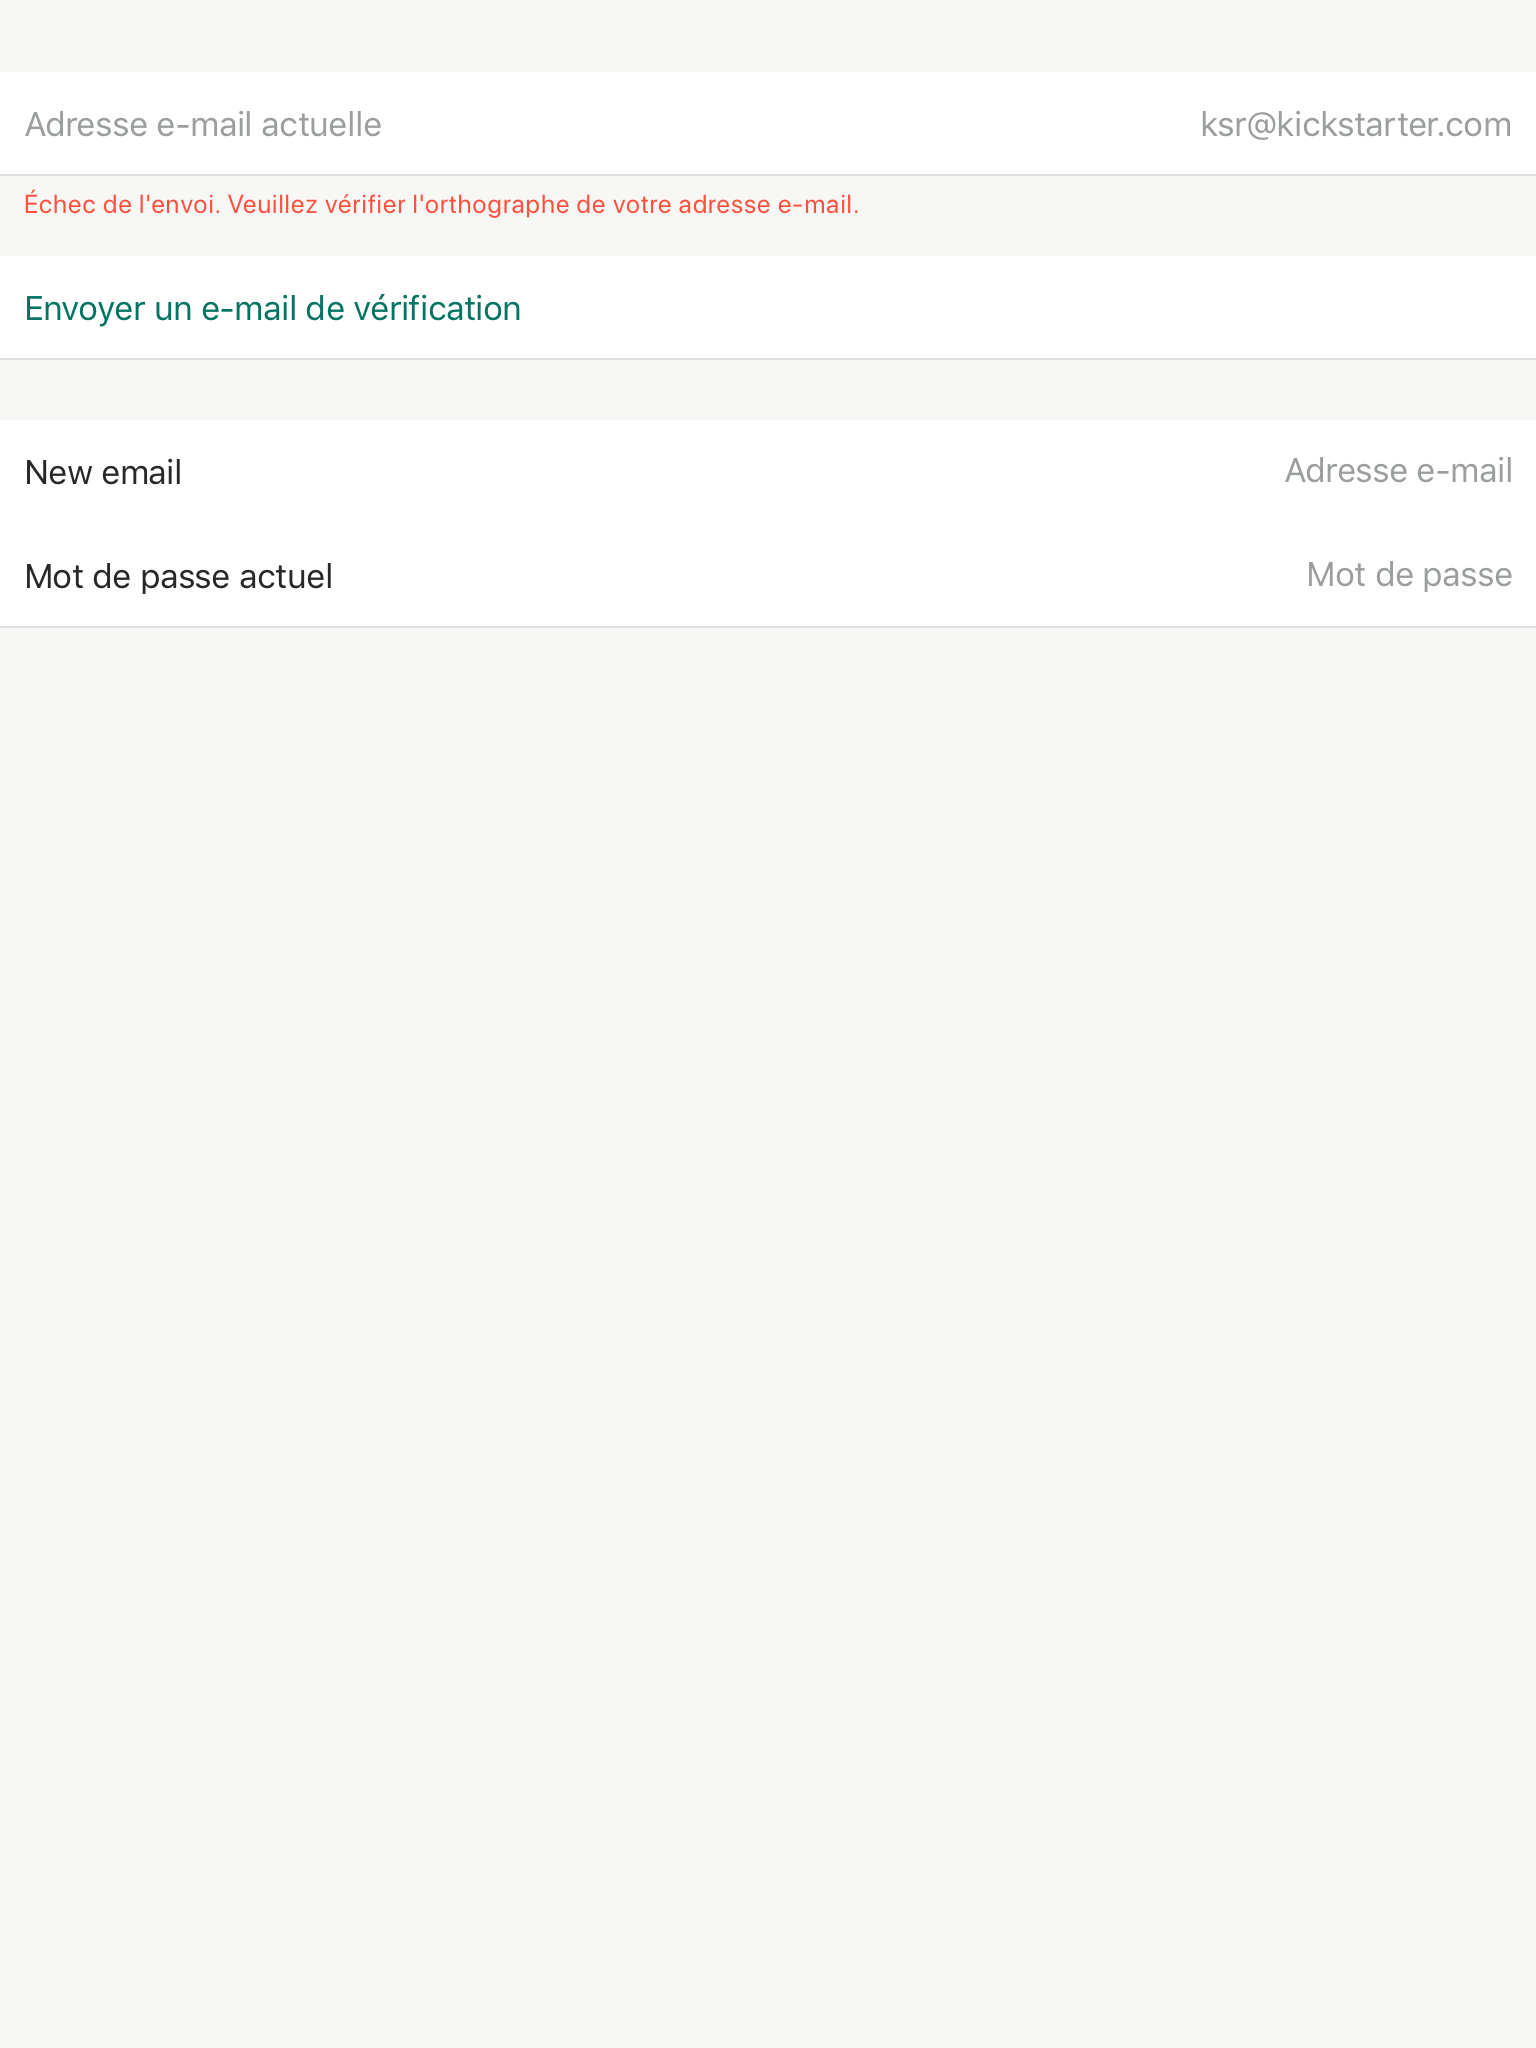 Adresse e-mail actuelle ksr@kickstarter.com
Échec de l'envoi. Veuillez vérifier l'orthographe de votre adresse e-mail.
Envoyer un e-mail de vérification
New email Adresse e-mail
Mot de passe actuel Mot de passe